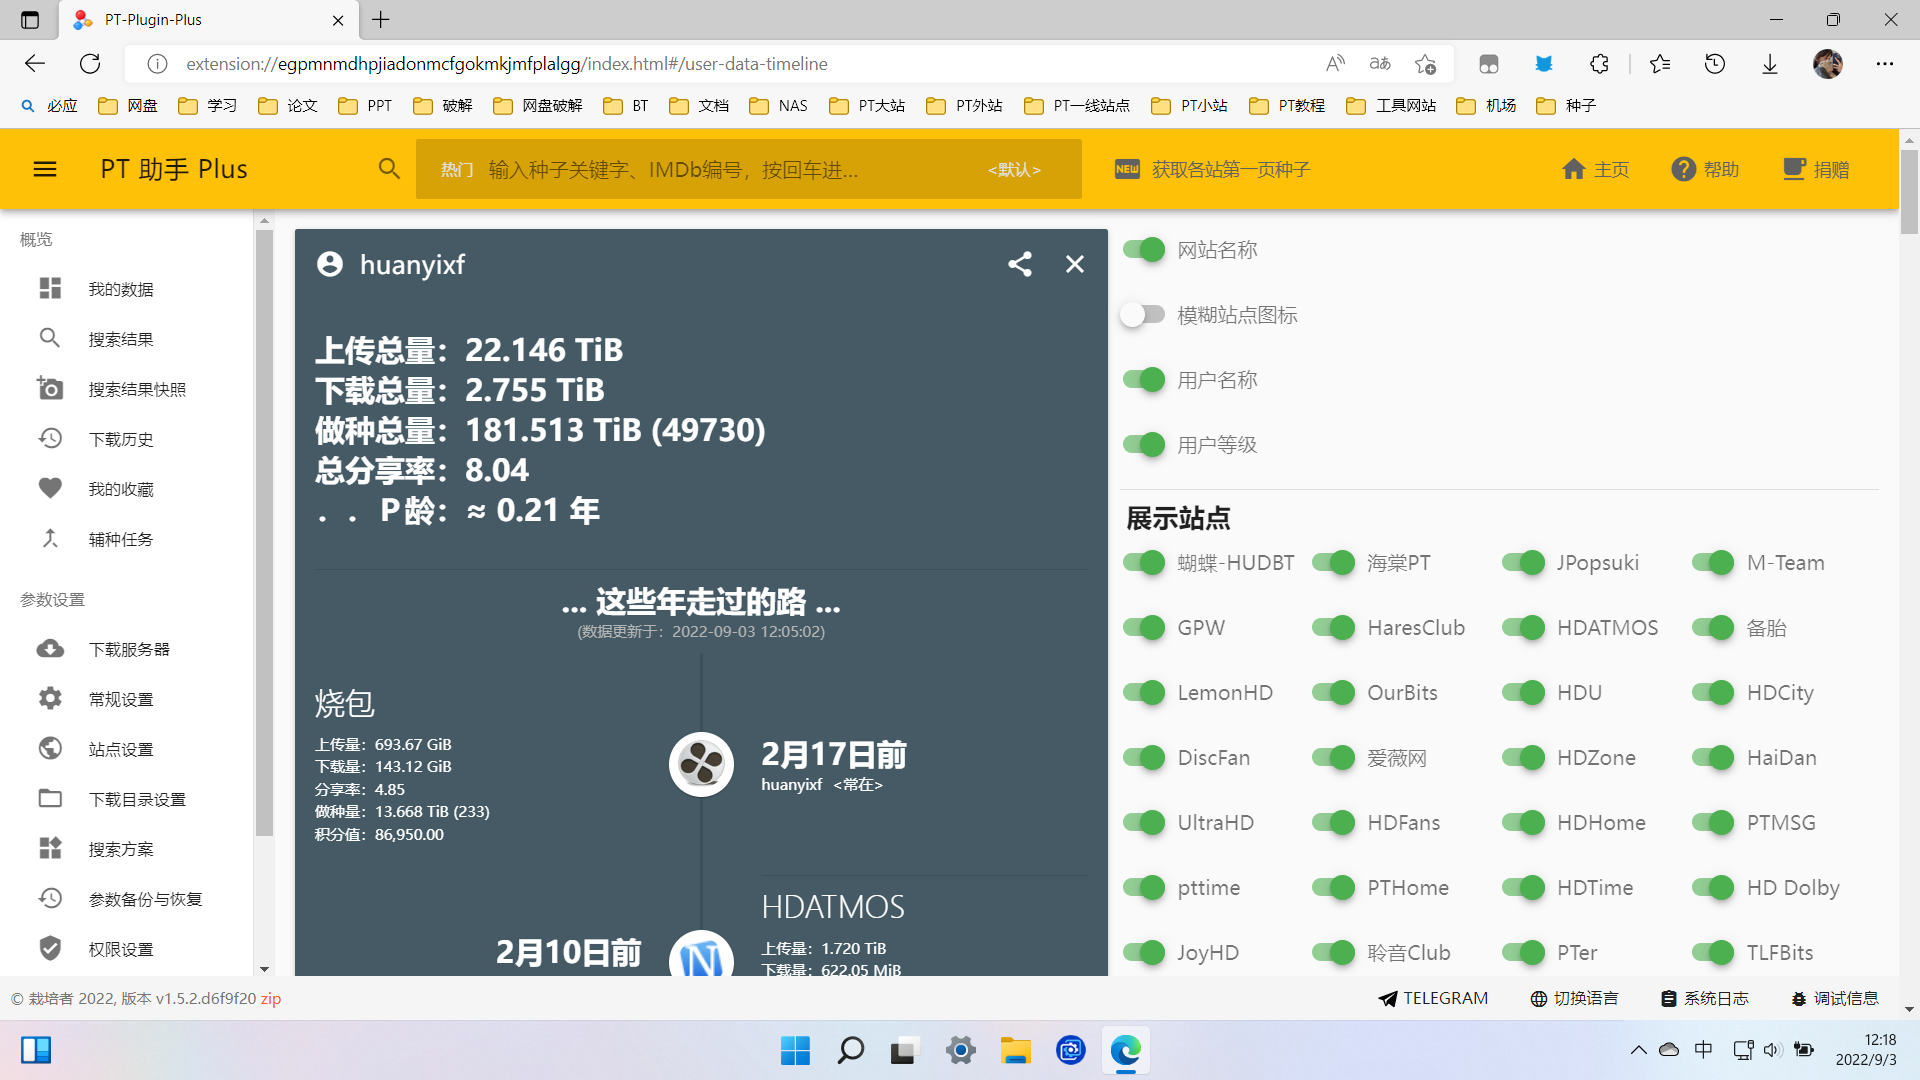 PT-Plugin-Plus
extension://egpmnmdhpjiadonmcfgokmkjmfplalgg/index.html#/user-data-timeline
必应 网盘 学习 论文 PPT 破解 网盘破解 BT 文档 NAS PT大站 PT外站 PT一线站点 PT小站 PT教程 工具网站 机场 种子
PT 助手 Plus
热门 输入种子关键字、IMDb编号，按回车进... <默认>
NEW 获取各站第一页种子
主页 帮助 捐赠
概览
我的数据
搜索结果
搜索结果快照
下载历史
我的收藏
辅种任务
参数设置
下载服务器
常规设置
站点设置
下载目录设置
搜索方案
参数备份与恢复
权限设置
huanyixf
上传总量：22.146 TiB
下载总量：2.755 TiB
做种总量：181.513 TiB (49730)
总分享率：8.04
．．P龄：≈ 0.21 年
... 这些年走过的路 ...
(数据更新于：2022-09-03 12:05:02)
烧包
上传量：693.67 GiB
下载量：143.12 GiB
分享率：4.85
做种量：13.668 TiB (233)
积分值：86,950.00
2月17日前
huanyixf <常在>
HDATMOS
上传量：1.720 TiB
下载量：622.05 MiB
2月10日前
网站名称
模糊站点图标
用户名称
用户等级
展示站点
蝴蝶-HUDBT 海棠PT JPopsuki M-Team
GPW HaresClub HDATMOS 备胎
LemonHD OurBits HDU HDCity
DiscFan 爱薇网 HDZone HaiDan
UltraHD HDFans HDHome PTMSG
pttime PTHome HDTime HD Dolby
JoyHD 聆音Club PTer TLFBits
© 栽培者 2022, 版本 v1.5.2.d6f9f20 zip
TELEGRAM 切换语言 系统日志 调试信息
中
12:18
2022/9/3